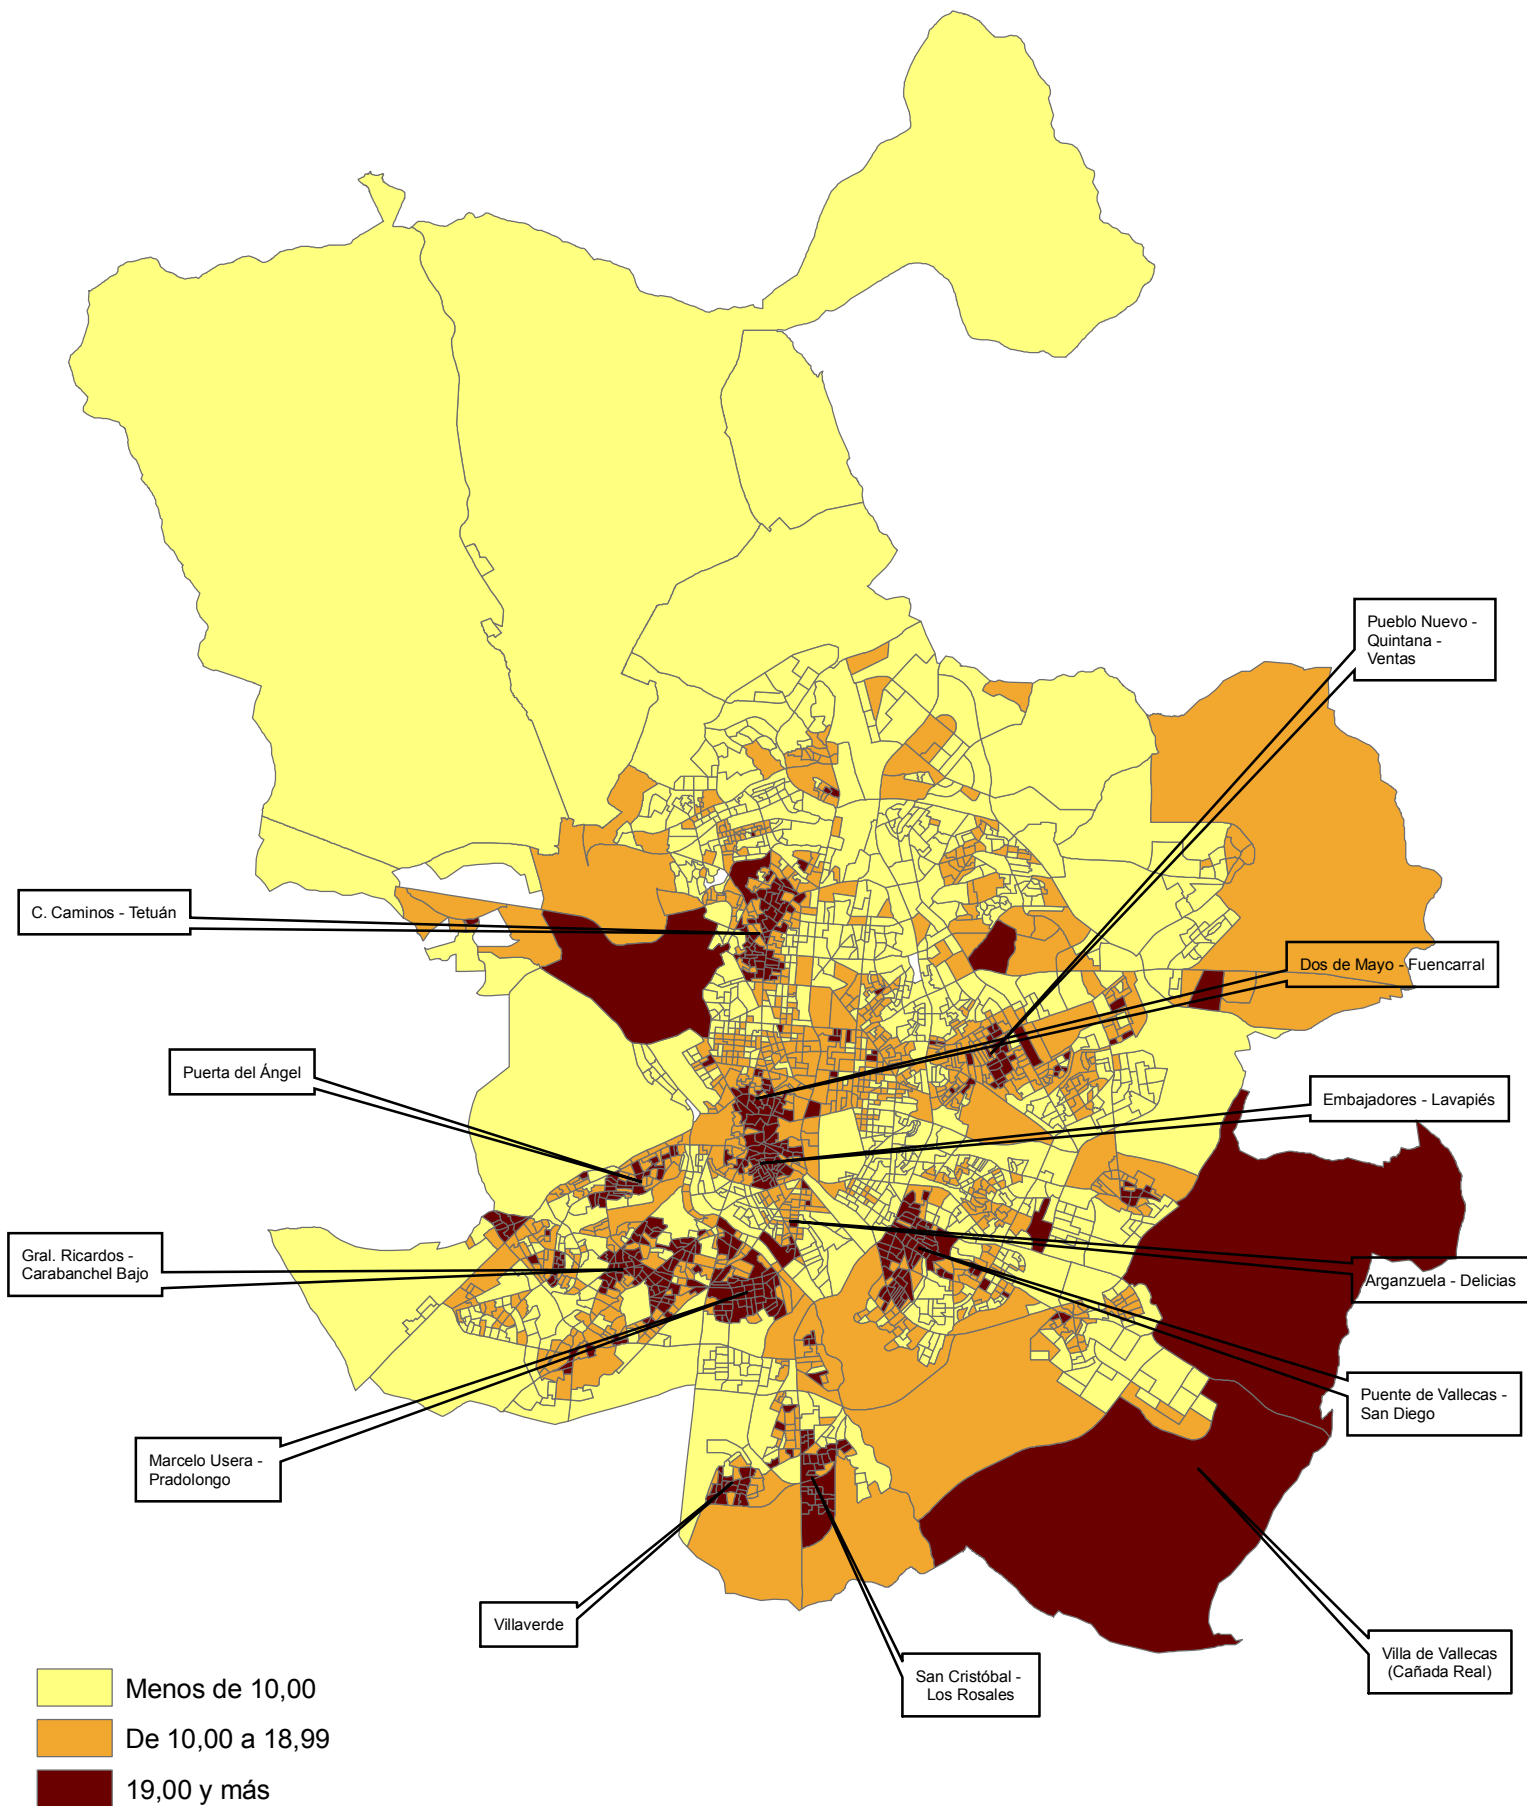 Pueblo Nuevo -
Quintana -
Ventas
C. Caminos - Tetuán
Dos de Mayo - Fuencarral
Puerta del Ángel
Embajadores - Lavapiés
Gral. Ricardos -
Carabanchel Bajo
Arganzuela - Delicias
Puente de Vallecas -
San Diego
Marcelo Usera -
Pradolongo
Villaverde
San Cristóbal -
Los Rosales
Villa de Vallecas
(Cañada Real)
Menos de 10,00
De 10,00 a 18,99
19,00 y más